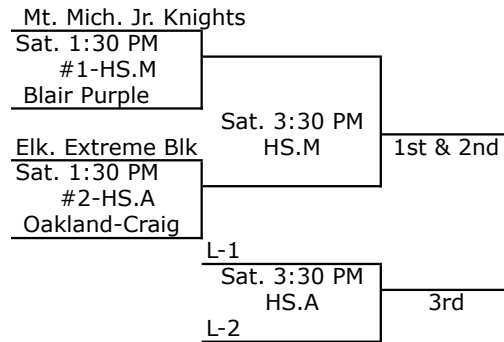 Mt. Mich. Jr. Knights
Sat. 1:30 PM
#1-HS.M
Blair Purple
Sat. 3:30 PM
HS.M
1st & 2nd
Elk. Extreme Blk
Sat. 1:30 PM
#2-HS.A
Oakland-Craig
L-1
Sat. 3:30 PM
HS.A
3rd
L-2